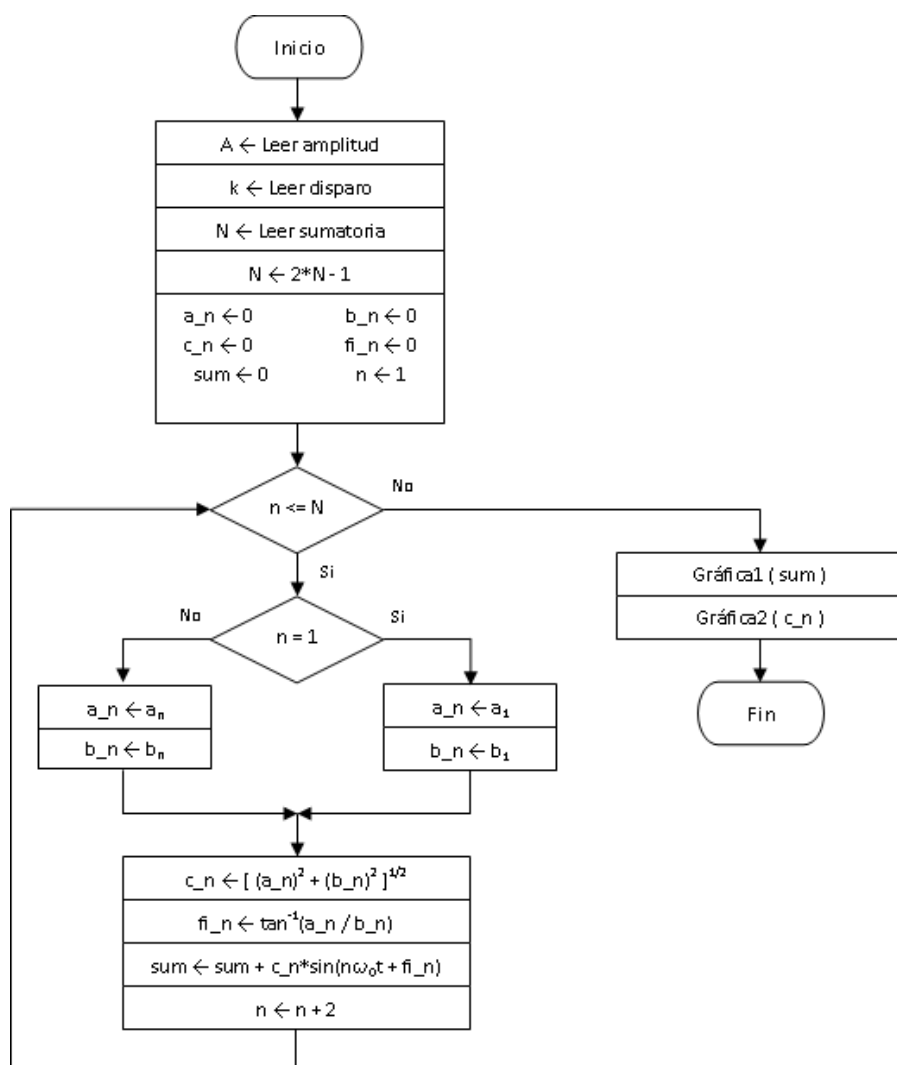 Inicio
A ← Leer amplitud
k ← Leer disparo
N ← Leer sumatoria
N ← 2*N - 1
a_n ← 0 b_n ← 0
c_n ← 0 fi_n ← 0
sum ← 0 n ← 1
n <= N
No
Si
Gráfica1 ( sum )
Gráfica2 ( c_n )
Fin
n = 1
No
Si
a_n ← aₙ
b_n ← bₙ
a_n ← a₁
b_n ← b₁
c_n ← [ (a_n)² + (b_n)² ]¹ᐟ²
fi_n ← tan⁻¹(a_n / b_n)
sum ← sum + c_n*sin(nω₀t + fi_n)
n ← n + 2